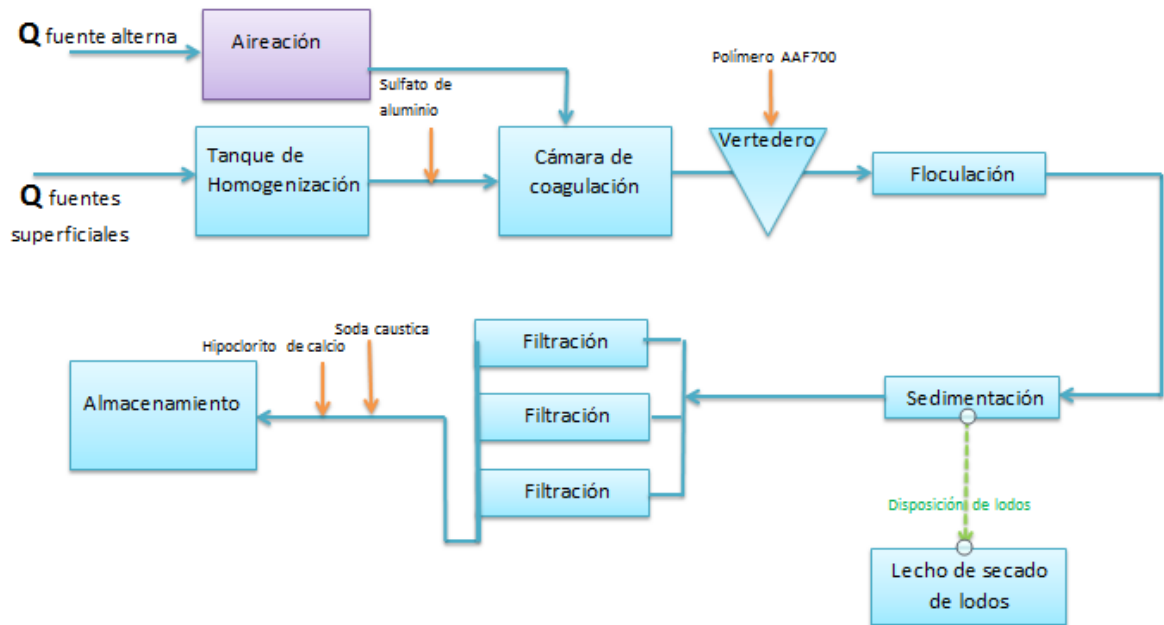 Q fuente alterna
Aireación
Polímero AAF700
Sulfato de
aluminio
Tanque de
Homogenización
Cámara de
coagulación
Vertedero
Floculación
Q fuentes
superficiales
Soda caustica
Hipoclorito de calcio
Filtración
Almacenamiento
Filtración
Sedimentación
Filtración
Disposición de lodos
Lecho de secado
de lodos